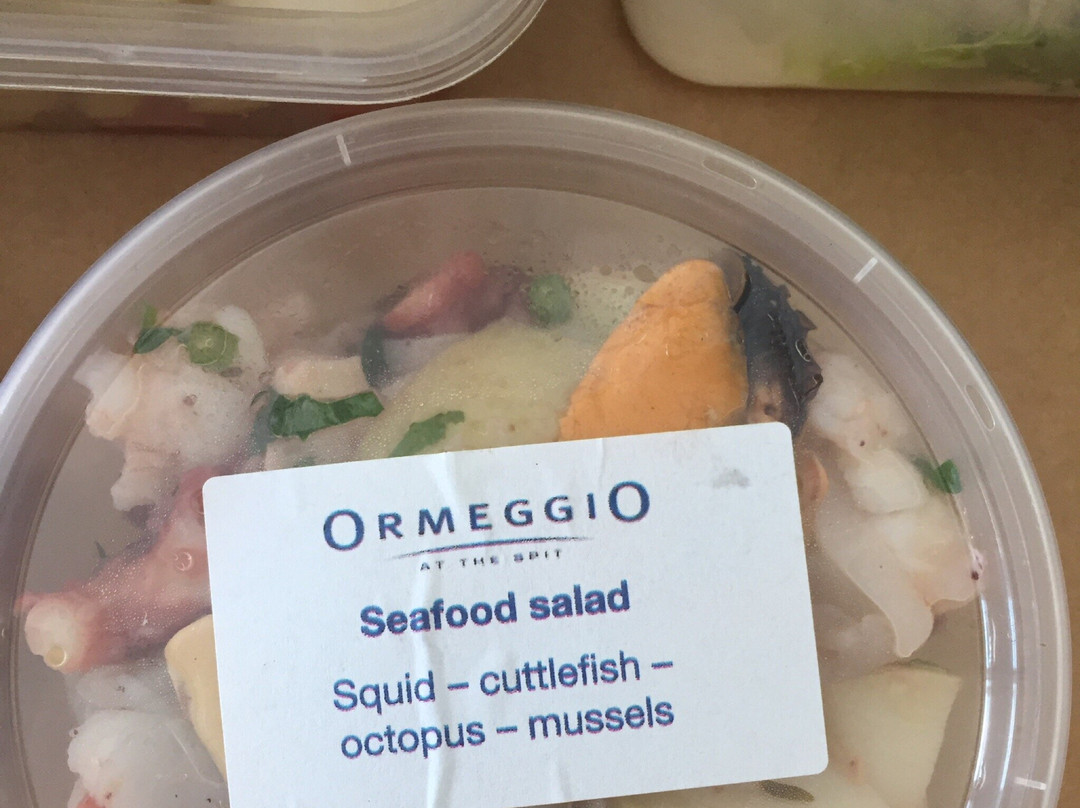 ORMEGGIO
AT THE SPIT
Seafood salad
Squid – cuttlefish –
octopus – mussels